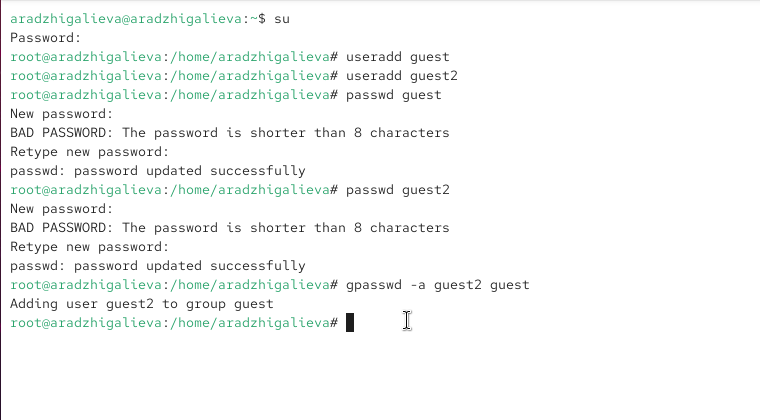 aradzhigalieva@aradzhigalieva:~$ su
Password:
root@aradzhigalieva:/home/aradzhigalieva# useradd guest
root@aradzhigalieva:/home/aradzhigalieva# useradd guest2
root@aradzhigalieva:/home/aradzhigalieva# passwd guest
New password:
BAD PASSWORD: The password is shorter than 8 characters
Retype new password:
passwd: password updated successfully
root@aradzhigalieva:/home/aradzhigalieva# passwd guest2
New password:
BAD PASSWORD: The password is shorter than 8 characters
Retype new password:
passwd: password updated successfully
root@aradzhigalieva:/home/aradzhigalieva# gpasswd -a guest2 guest
Adding user guest2 to group guest
root@aradzhigalieva:/home/aradzhigalieva#